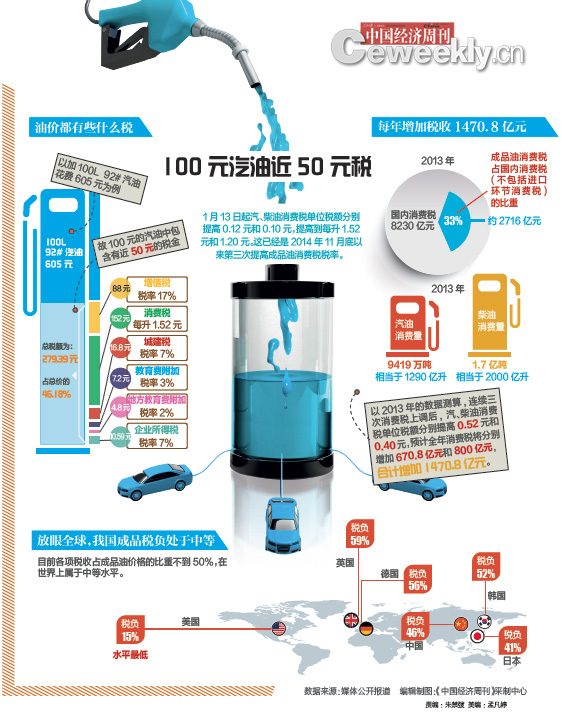 中国经济周刊
Ceweekly.cn
油价都有些什么税
以加100L 92# 汽油
花费 605 元为例
100L
92# 汽油
605 元
故 100 元的汽油中包
含有近 50 元的税金
总税额为:
279.39 元
占总价的
46.18%
88元
增值税
税率 17%
152元
消费税
每升 1.52 元
16.8元
城建税
税率 7%
7.2元
教育费附加
税率 3%
4.8元
地方教育费附加
税率 2%
10.59元
企业所得税
税率 7%
100 元汽油近 50 元税
1 月 13 日起汽、柴油消费税单位税额分别
提高 0.12 元和 0.10 元，提高到每升 1.52
元和 1.20 元。这已经是 2014 年 11 月底以
来第三次提高成品油消费税税率。
每年增加税收 1470.8 亿元
2013 年
国内消费税
8230 亿元
33%
成品油消费税
占国内消费税
(不包括进口
环节消费税)
的比重
约 2716 亿元
2013 年
汽油
消费量
9419 万吨
相当于 1290 亿升
柴油
消费量
1.7 亿吨
相当于 2000 亿升
以 2013 年的数据测算，连续三
次消费税上调后，汽、柴油消费
税单位税额分别提高 0.52 元和
0.40 元，预计全年消费税将分别
增加 670.8 亿元和 800 亿元，
合计增加 1470.8 亿元。
放眼全球，我国成品税负处于中等
目前各项税收占成品油价格的比重不到 50%，在
世界上属于中等水平。
税负
15%
水平最低
美国
税负
59%
英国
德国
税负
56%
税负
46%
中国
税负
52%
韩国
税负
41%
日本
数据来源：媒体公开报道 编辑制图：《中国经济周刊》采制中心
责编：朱禁弢 美编：孟凡婷